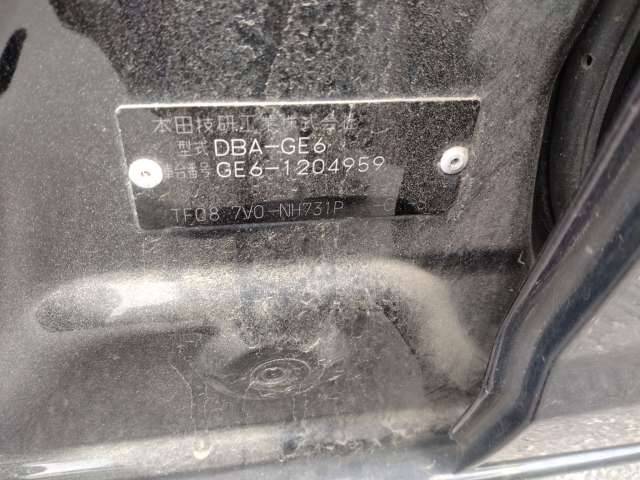 本田技研工業株式会社
型式 DBA-GE6
車台番号 GE6-1204959
TF08 7V0-NH731P